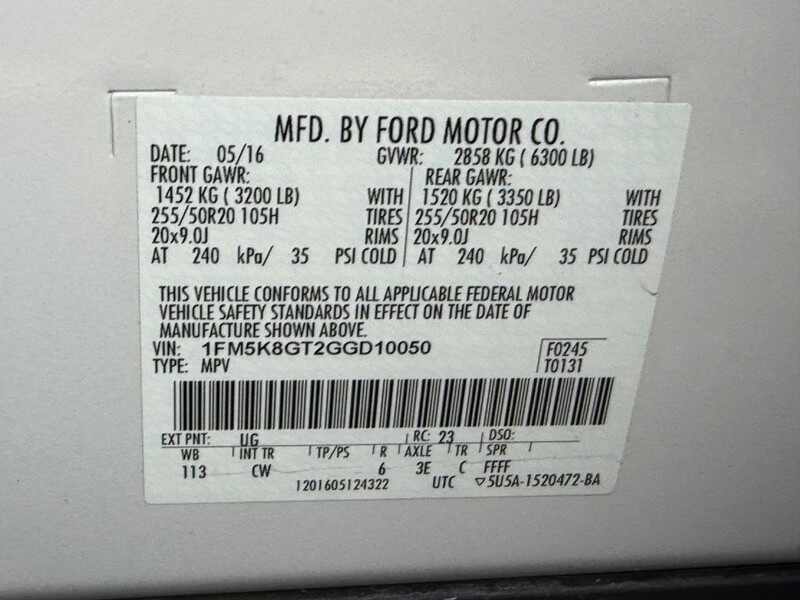 MFD. BY FORD MOTOR CO.
DATE: 05/16 GVWR: 2858 KG ( 6300 LB)
FRONT GAWR: REAR GAWR:
1452 KG ( 3200 LB) WITH 1520 KG ( 3350 LB) WITH
255/50R20 105H TIRES 255/50R20 105H TIRES
20x9.0J RIMS 20x9.0J RIMS
AT 240 kPa/ 35 PSI COLD AT 240 kPa/ 35 PSI COLD
THIS VEHICLE CONFORMS TO ALL APPLICABLE FEDERAL MOTOR
VEHICLE SAFETY STANDARDS IN EFFECT ON THE DATE OF
MANUFACTURE SHOWN ABOVE.
VIN: 1FM5K8GT2GGD10050 F0245
TYPE: MPV T0131
EXT PNT: UG RC: 23 DSO:
WB INT TR TP/PS R AXLE TR SPR
113 CW 6 3E C FFFF
1201605124322 UTC ▽5U5A-1520472-BA